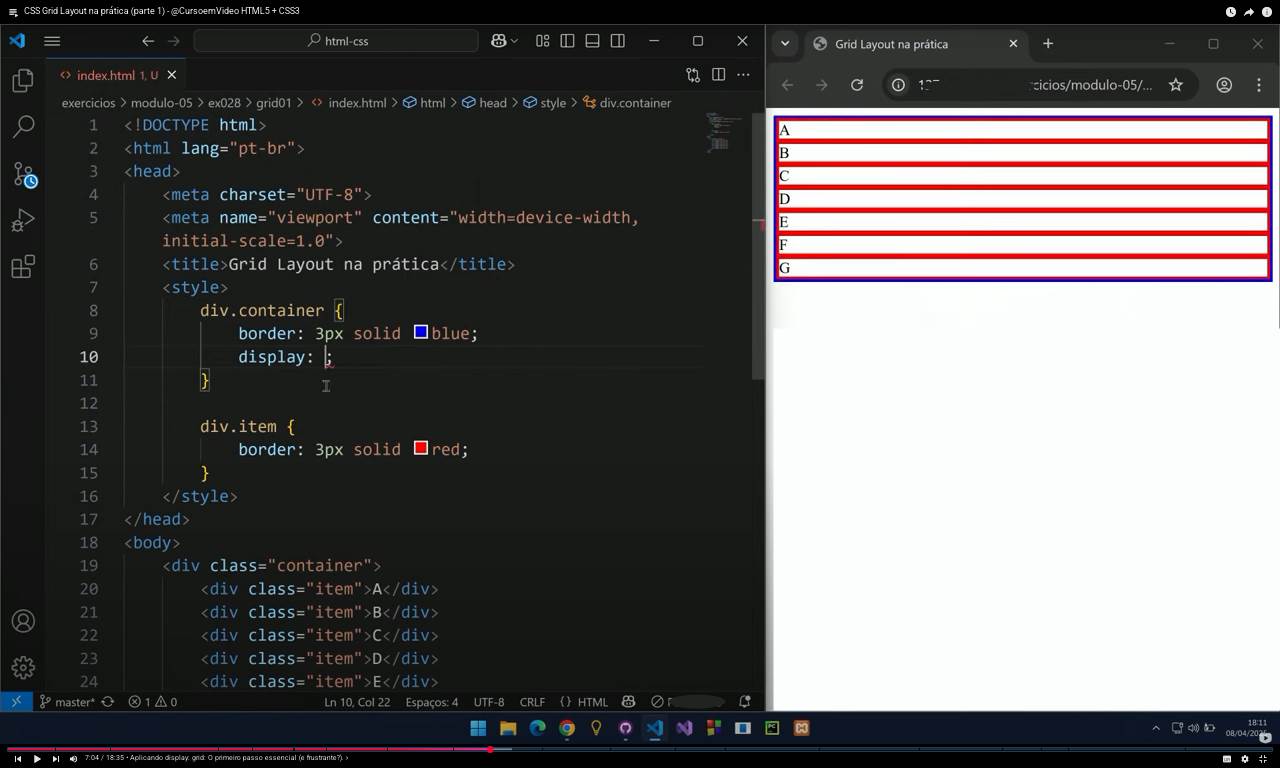 CSS Grid Layout na prática (parte 1) - @CursoemVideo HTML5 + CSS3
html-css
index.html 1, U
exercicios > modulo-05 > ex028 > grid01 > index.html > html > head > style > div.container
1 <!DOCTYPE html>
2 <html lang="pt-br">
3 <head>
4 <meta charset="UTF-8">
5 <meta name="viewport" content="width=device-width,
initial-scale=1.0">
6 <title>Grid Layout na prática</title>
7 <style>
8 div.container {
9 border: 3px solid blue;
10 display: ;
11 }
12
13 div.item {
14 border: 3px solid red;
15 }
16 </style>
17 </head>
18 <body>
19 <div class="container">
20 <div class="item">A</div>
21 <div class="item">B</div>
22 <div class="item">C</div>
23 <div class="item">D</div>
24 <div class="item">E</div>
master* 1 0 Ln 10, Col 22 Espaços: 4 UTF-8 CRLF {} HTML
Grid Layout na prática
cicios/modulo-05/...
A
B
C
D
E
F
G
18:11
08/04/
7:04 / 18:35 • Aplicando display: grid: O primeiro passo essencial (e frustrante?). >